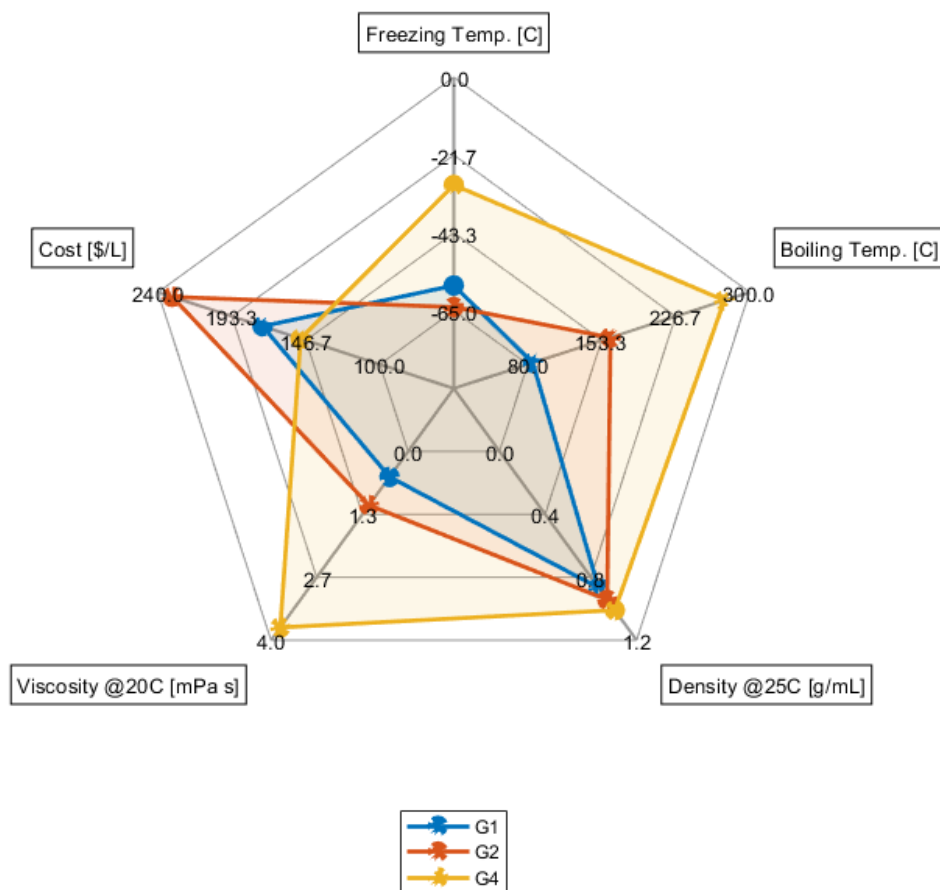 Freezing Temp. [C]
0.0
-21.7
Cost [$/L]
-43.3
Boiling Temp. [C]
240.0
193.3
-65.0
226.7
300.0
146.7
153.3
100.0
80.0
0.0
0.0
1.3
0.4
2.7
0.8
4.0
1.2
Viscosity @20C [mPa s]
Density @25C [g/mL]
G1
G2
G4